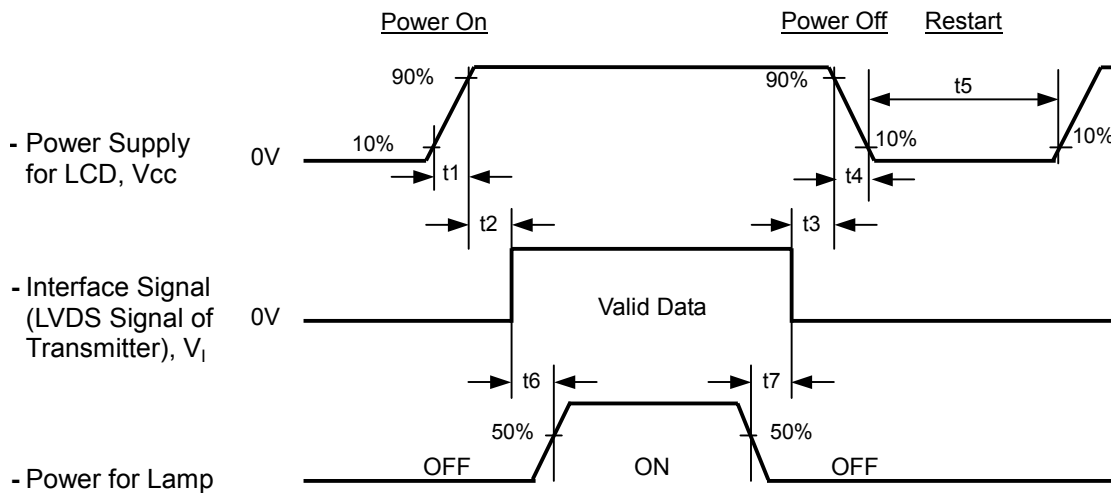 Power On
Power Off
Restart
90%
90%
t5
10%
10%
10%
- Power Supply
for LCD, Vcc
0V
t1
t4
t2
t3
- Interface Signal
(LVDS Signal of
Transmitter), VI
0V
Valid Data
t6
t7
50%
50%
- Power for Lamp
OFF
ON
OFF